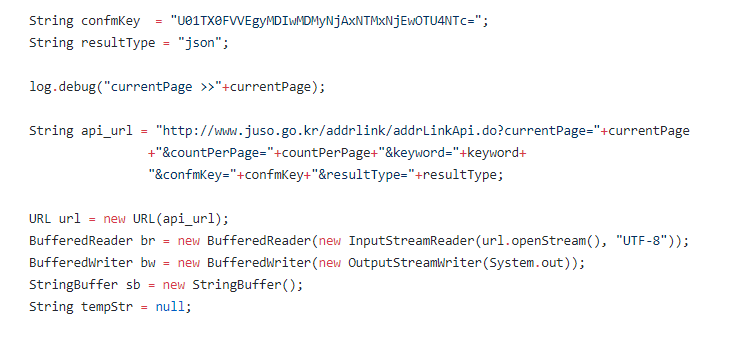 String confmKey  = "U01TX0FVVEgyMDIwMDMyNjAxNTMxNjEwOTU4NTc=";
String resultType = "json";
log.debug("currentPage >>"+currentPage);
String api_url = "http://www.juso.go.kr/addrlink/addrLinkApi.do?currentPage="+currentPage
+"&countPerPage="+countPerPage+"&keyword="+keyword+
"&confmKey="+confmKey+"&resultType="+resultType;
URL url = new URL(api_url);
BufferedReader br = new BufferedReader(new InputStreamReader(url.openStream(), "UTF-8"));
BufferedWriter bw = new BufferedWriter(new OutputStreamWriter(System.out));
StringBuffer sb = new StringBuffer();
String tempStr = null;